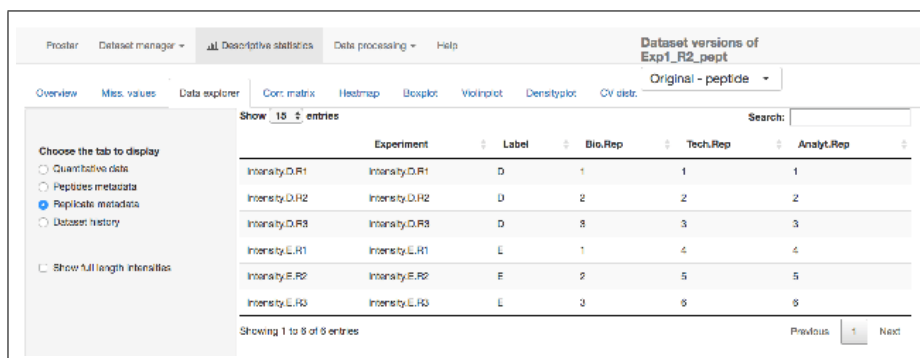 Prostar Dataset manager Descriptive statistics Data processing Help
Dataset versions of
Exp1_R2_pept
Original - peptide
Overview Miss. values Data explorer Corr. matrix Heatmap Boxplot Violinplot Densityplot CV distr.
Show 15 entries Search:
Choose the tab to display
Quantitative data
Peptides metadata
Replicate metadata
Dataset history
Show full length intensities
Experiment Label Bio.Rep Tech.Rep Analyt.Rep
Intensity.D.R1 Intensity.D.R1 D 1 1 1
Intensity.D.R2 Intensity.D.R2 D 2 2 2
Intensity.D.R3 Intensity.D.R3 D 3 3 3
Intensity.E.R1 Intensity.E.R1 E 1 4 4
Intensity.E.R2 Intensity.E.R2 E 2 5 5
Intensity.E.R3 Intensity.E.R3 E 3 6 6
Showing 1 to 6 of 6 entries Previous 1 Next